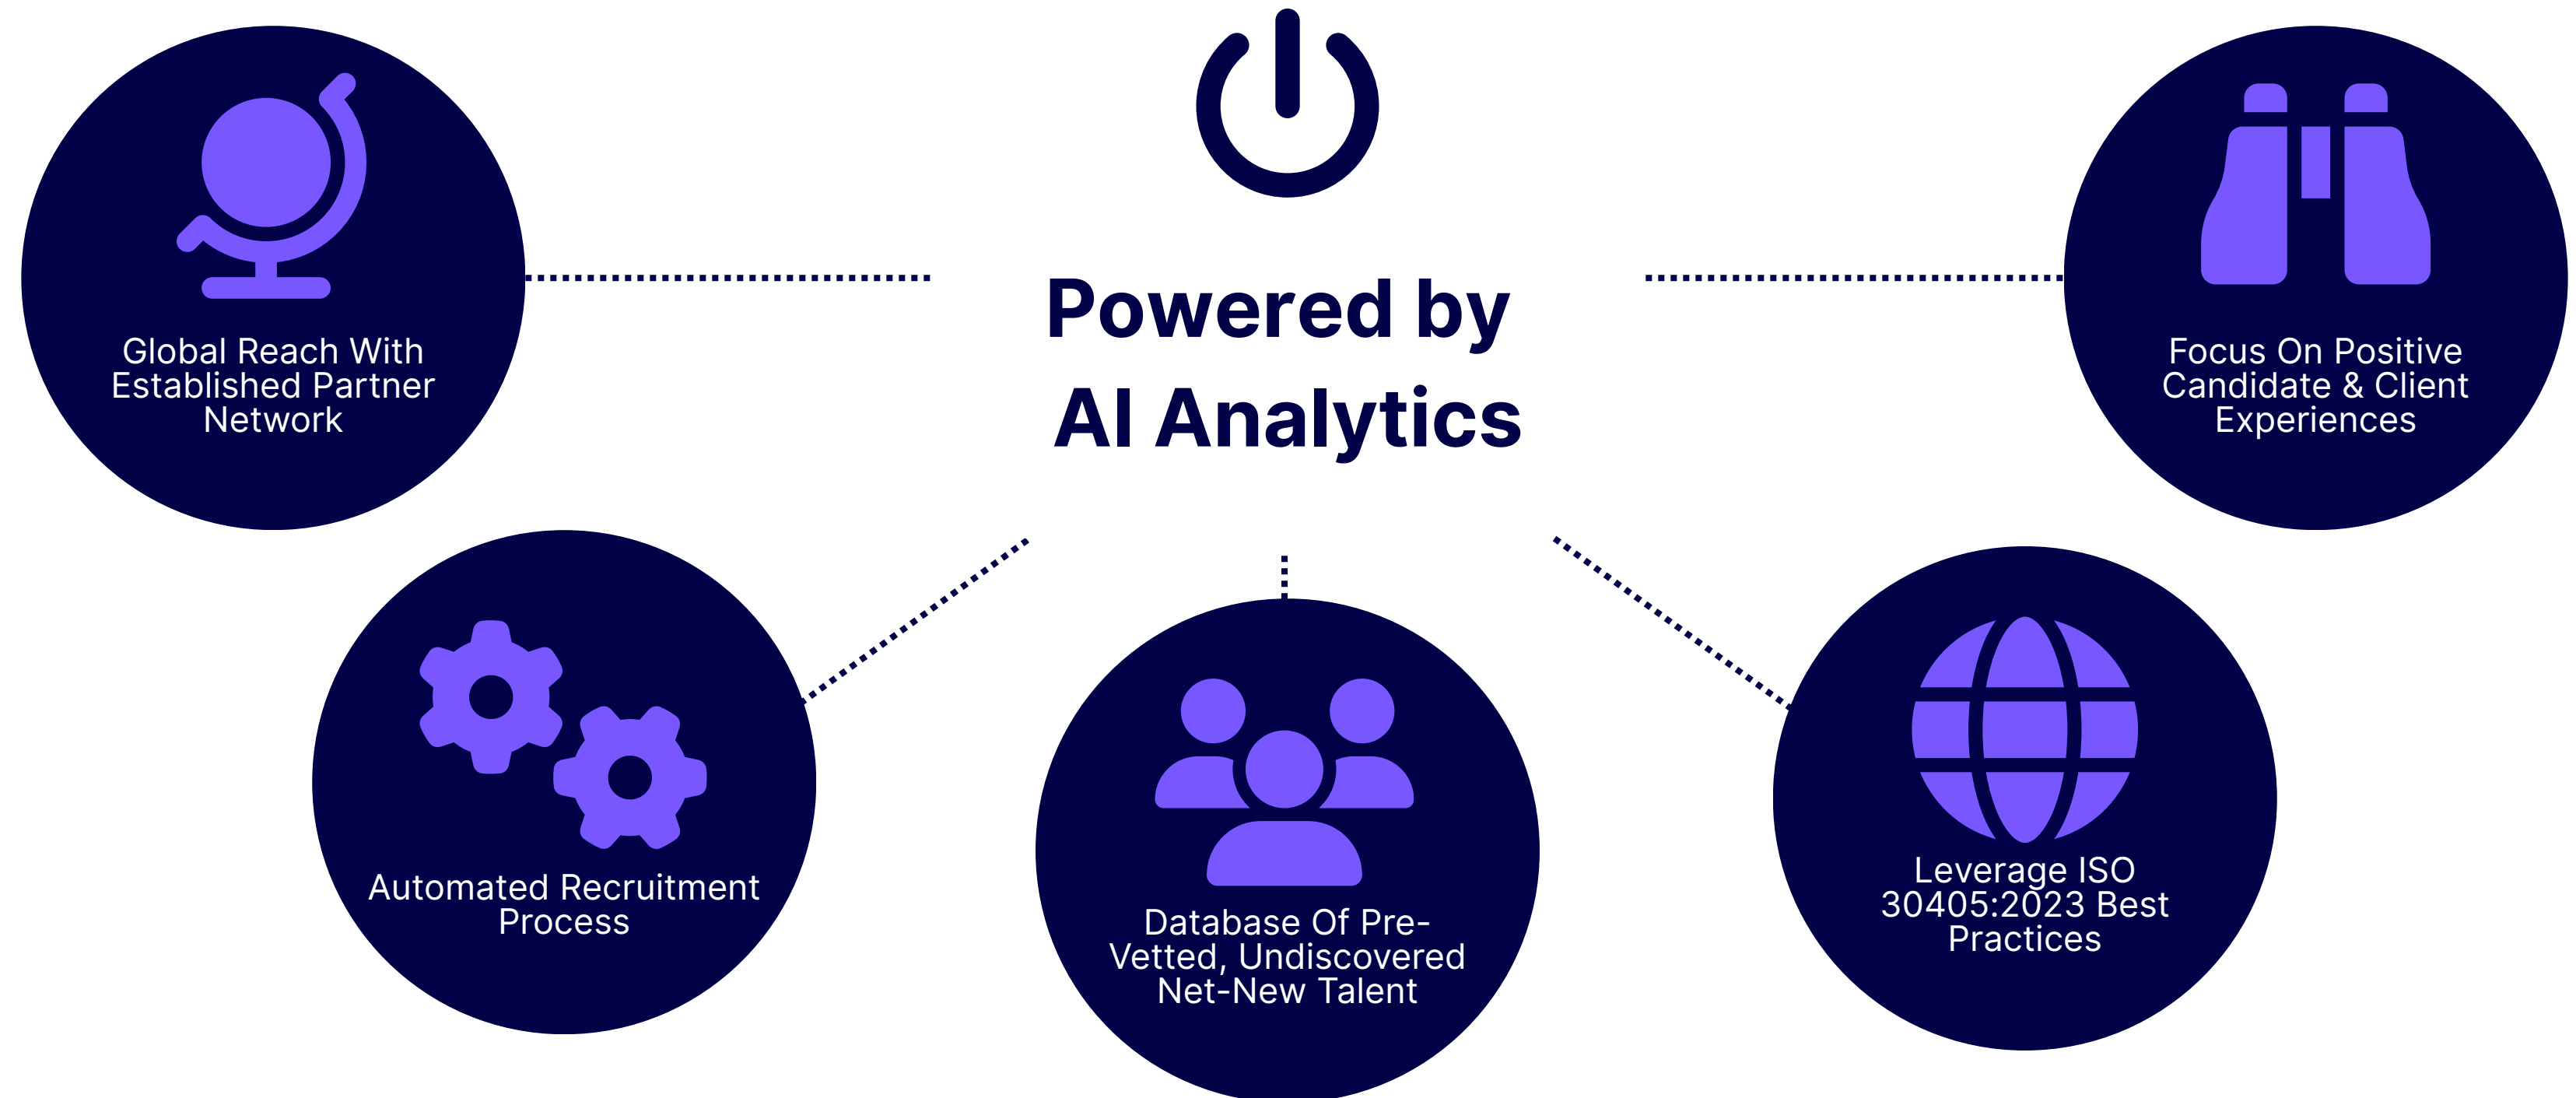 Powered by
AI Analytics
Global Reach With
Established Partner
Network
Focus On Positive
Candidate & Client
Experiences
Automated Recruitment
Process
Database Of Pre-
Vetted, Undiscovered
Net-New Talent
Leverage ISO
30405:2023 Best
Practices